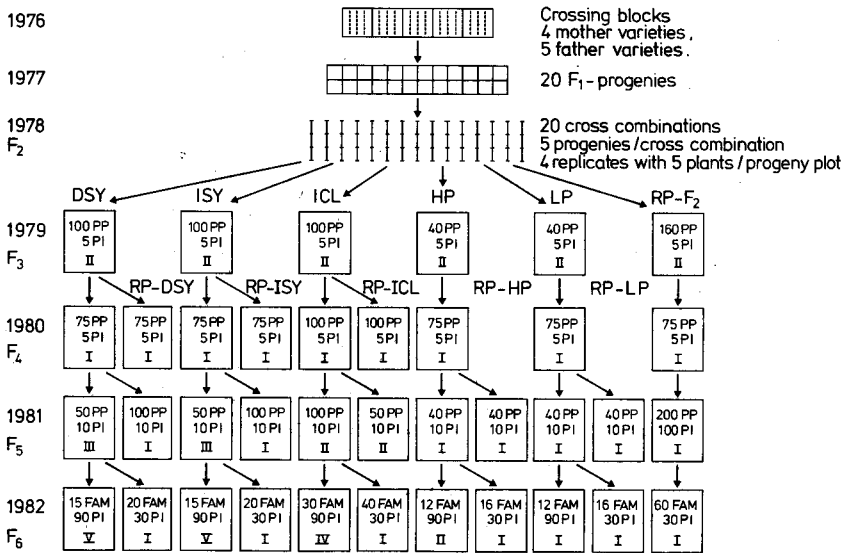 1976
Crossing blocks
4 mother varieties,
5 father varieties.
1977
20 F₁-progenies
1978
F₂
20 cross combinations
5 progenies/cross combination
4 replicates with 5 plants/progeny plot
DSY ISY ICL HP LP RP-F₂
1979
F₃
100 PP 100 PP 100 PP 40 PP 40 PP 160 PP
5 PI 5 PI 5 PI 5 PI 5 PI 5 PI
II II II II II II
RP-DSY RP-ISY RP-ICL RP-HP RP-LP
1980
F₄
75 PP 75 PP 75 PP 75 PP 100 PP 100 PP 75 PP 75 PP 75 PP
5 PI 5 PI 5 PI 5 PI 5 PI 5 PI 5 PI 5 PI 5 PI
I I I I I I I I I
1981
F₅
50 PP 100 PP 50 PP 100 PP 100 PP 50 PP 40 PP 40 PP 40 PP 40 PP 200 PP
10 PI 10 PI 10 PI 10 PI 10 PI 10 PI 10 PI 10 PI 10 PI 10 PI 100 PI
III I III I II II I I I I I
1982
F₆
15 FAM 20 FAM 15 FAM 20 FAM 30 FAM 40 FAM 12 FAM 16 FAM 12 FAM 16 FAM 60 FAM
90 PI 30 PI 90 PI 30 PI 90 PI 30 PI 90 PI 30 PI 90 PI 30 PI 30 PI
V I V I IV I II I I I I